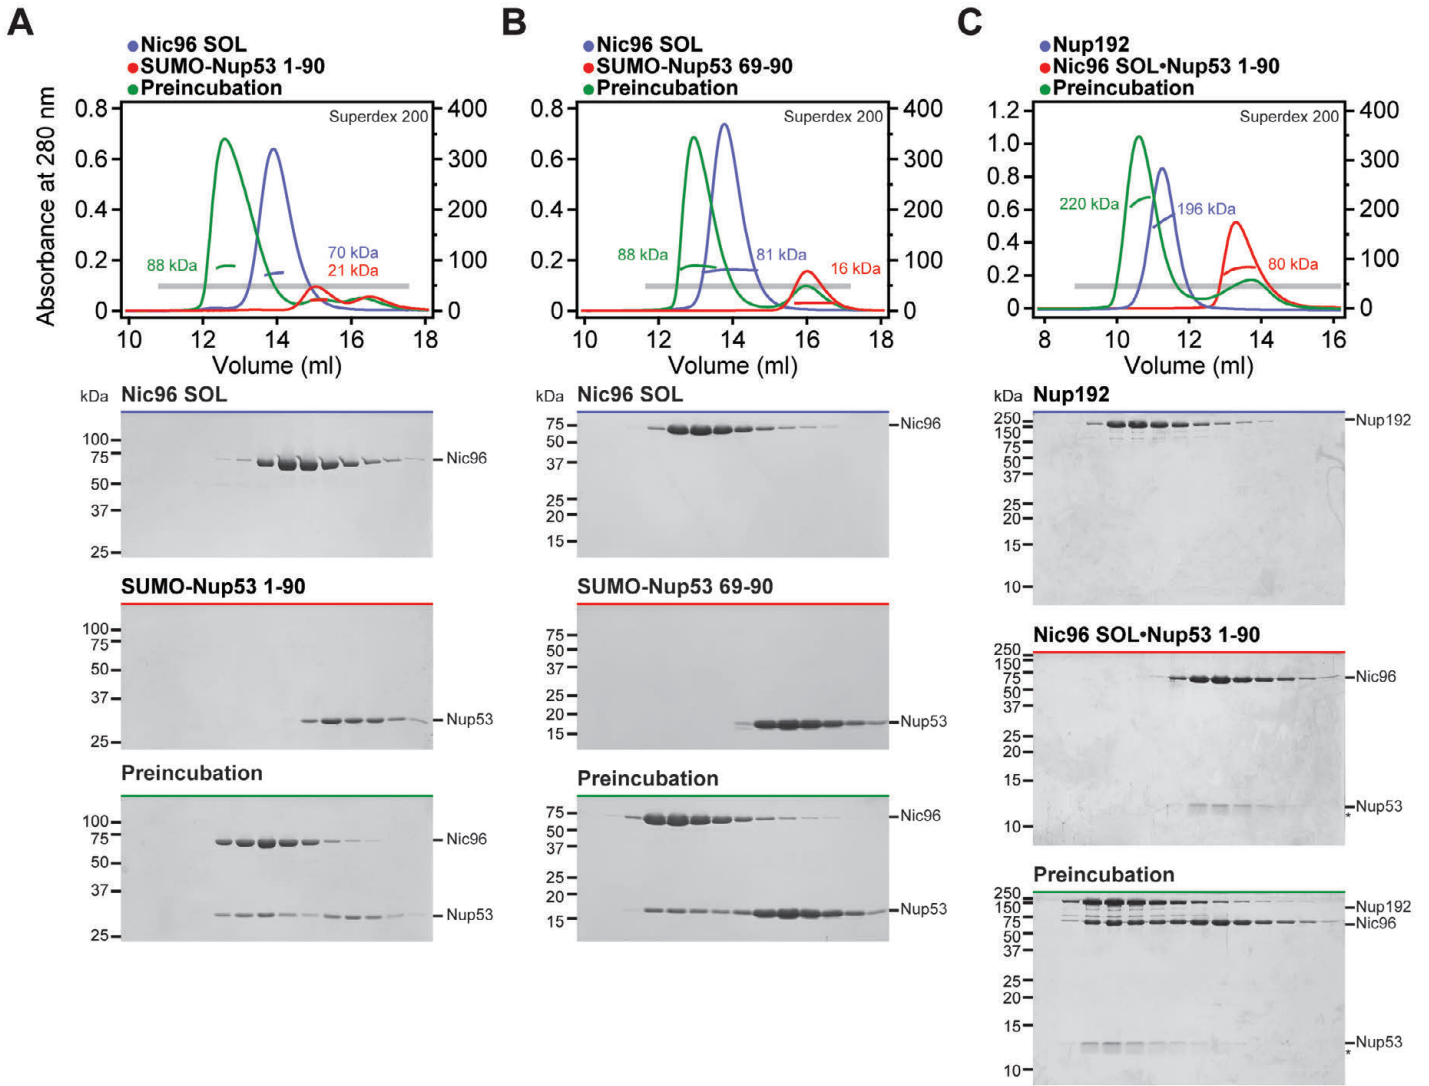 A
Nic96 SOL
SUMO-Nup53 1-90
Preincubation
Absorbance at 280 nm
0.8
0.6
0.4
0.2
0
Superdex 200
400
300
200
100
0
88 kDa
70 kDa
21 kDa
10 12 14 16 18
Volume (ml)
kDa Nic96 SOL
100
75
50
37
25
Nic96
SUMO-Nup53 1-90
100
75
50
37
25
Nup53
Preincubation
100
75
50
37
25
Nic96
Nup53
B
Nic96 SOL
SUMO-Nup53 69-90
Preincubation
0.8
0.6
0.4
0.2
0
Superdex 200
400
300
200
100
0
88 kDa
81 kDa
16 kDa
10 12 14 16 18
Volume (ml)
kDa Nic96 SOL
75
50
37
25
20
15
Nic96
SUMO-Nup53 69-90
75
50
37
25
20
15
Nup53
Preincubation
75
50
37
25
20
15
Nic96
Nup53
C
Nup192
Nic96 SOL•Nup53 1-90
Preincubation
1.2
1.0
0.8
0.6
0.4
0.2
0
Superdex 200
400
300
200
100
0
220 kDa
196 kDa
80 kDa
8 10 12 14 16
Volume (ml)
kDa Nup192
250
150
75
50
37
25
20
15
10
Nup192
Nic96 SOL•Nup53 1-90
250
150
75
50
37
25
20
15
10
Nic96
Nup53
*
Preincubation
250
150
75
50
37
25
20
15
10
Nup192
Nic96
Nup53
*